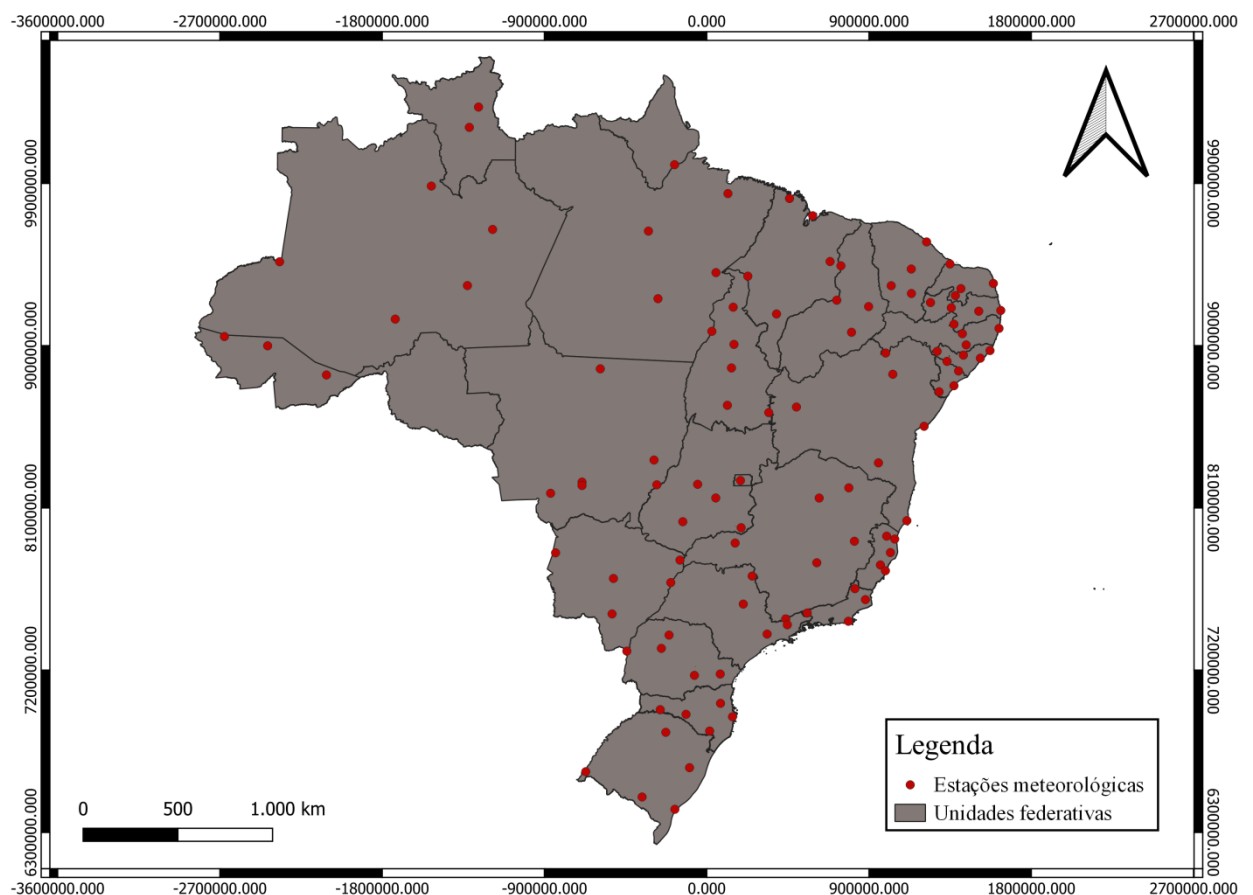 -3600000.000 -2700000.000 -1800000.000 -900000.000 0.000 900000.000 1800000.000 2700000.000
9900000.000 9900000.000
9000000.000 9000000.000
8100000.000 8100000.000
7200000.000 7200000.000
6300000.000 6300000.000
Legenda
Estações meteorológicas
Unidades federativas
0 500 1.000 km
-3600000.000 -2700000.000 -1800000.000 -900000.000 0.000 900000.000 1800000.000 2700000.000